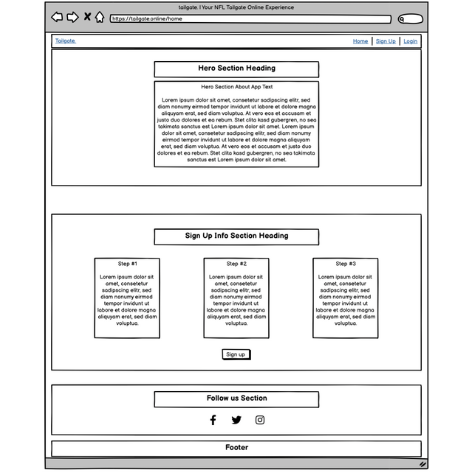 tailgate. | Your NFL Tailgate Online Experience
https://tailgate.online/home
Tailgate.
Home | Sign Up | Login
Hero Section Heading
Hero Section About App Text
Lorem ipsum dolor sit amet, consetetur sadipscing elitr, sed
diam nonumy eirmod tempor invidunt ut labore et dolore magna
aliquyam erat, sed diam voluptua. At vero eos et accusam et
justo duo dolores et ea rebum. Stet clita kasd gubergren, no sea
takimata sanctus est Lorem ipsum dolor sit amet. Lorem ipsum
dolor sit amet, consetetur sadipscing elitr, sed diam nonumy
eirmod tempor invidunt ut labore et dolore magna aliquyam
erat, sed diam voluptua. At vero eos et accusam et justo duo
dolores et ea rebum. Stet clita kasd gubergren, no sea takimata
sanctus est Lorem ipsum dolor sit amet.
Sign Up Info Section Heading
Step #1
Lorem ipsum dolor sit
amet, consetetur
sadipscing elitr, sed
diam nonumy eirmod
tempor invidunt ut
labore et dolore magna
aliquyam erat, sed diam
voluptua.
Step #2
Lorem ipsum dolor sit
amet, consetetur
sadipscing elitr, sed
diam nonumy eirmod
tempor invidunt ut
labore et dolore magna
aliquyam erat, sed diam
voluptua.
Step #3
Lorem ipsum dolor sit
amet, consetetur
sadipscing elitr, sed
diam nonumy eirmod
tempor invidunt ut
labore et dolore magna
aliquyam erat, sed diam
voluptua.
Sign up
Follow us Section
Footer